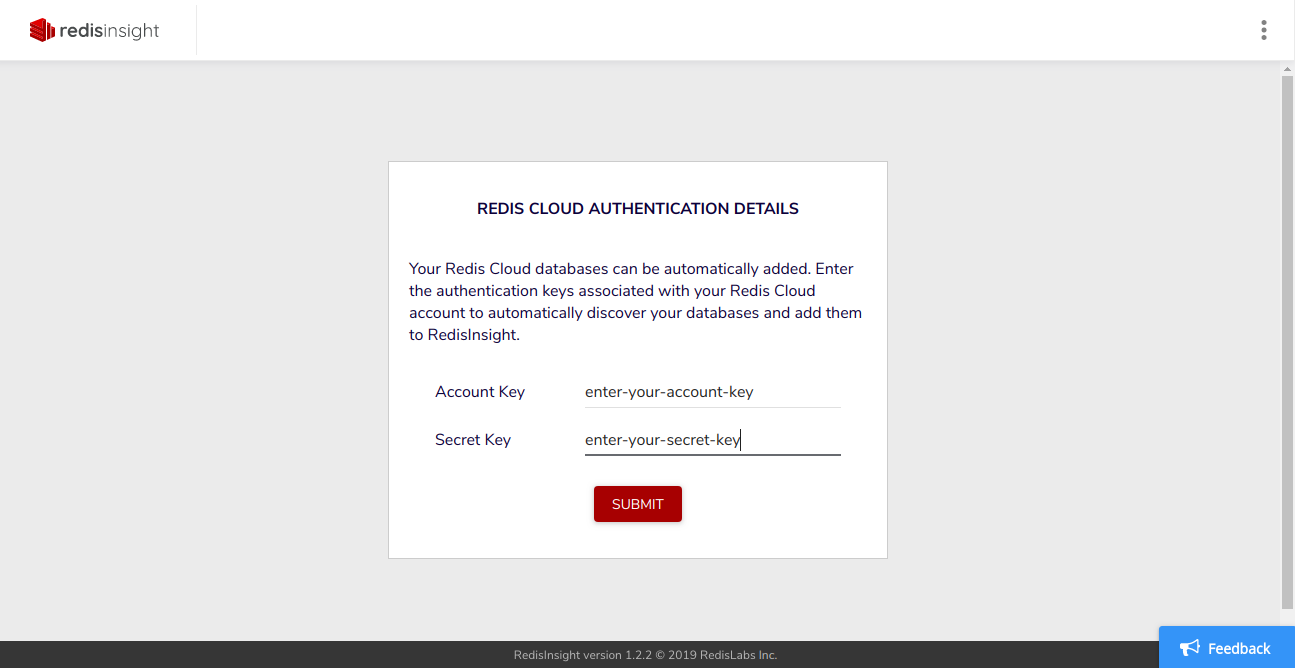 redisinsight
REDIS CLOUD AUTHENTICATION DETAILS
Your Redis Cloud databases can be automatically added. Enter
the authentication keys associated with your Redis Cloud
account to automatically discover your databases and add them
to RedisInsight.
Account Key enter-your-account-key
Secret Key enter-your-secret-key
SUBMIT
RedisInsight version 1.2.2 © 2019 RedisLabs Inc.
Feedback